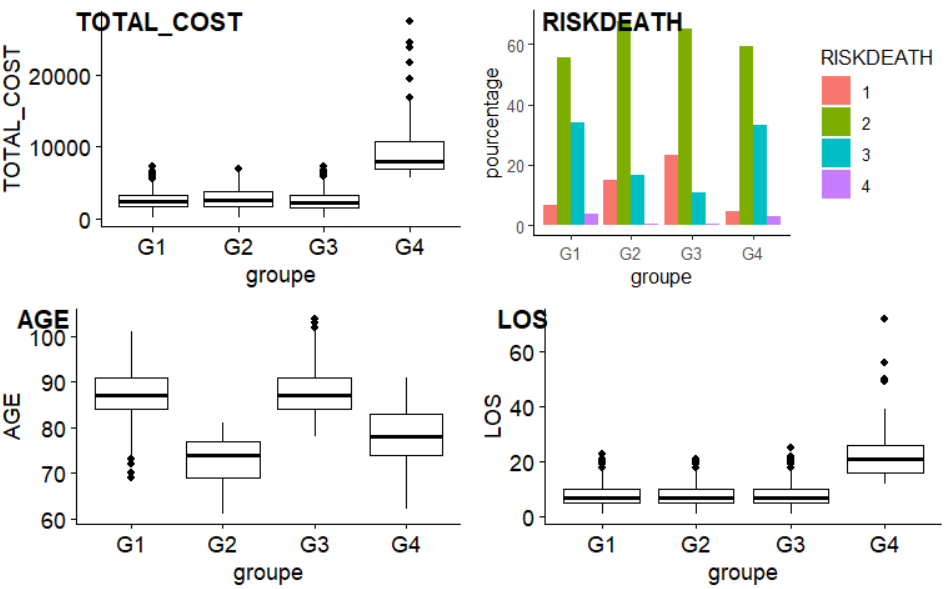 TOTAL_COST
TOTAL_COST
20000
10000
0
G1 G2 G3 G4
groupe
RISKDEATH
pourcentage
60
40
20
0
G1 G2 G3 G4
groupe
RISKDEATH
1
2
3
4
AGE
AGE
100
90
80
70
60
G1 G2 G3 G4
groupe
LOS
LOS
60
40
20
0
G1 G2 G3 G4
groupe